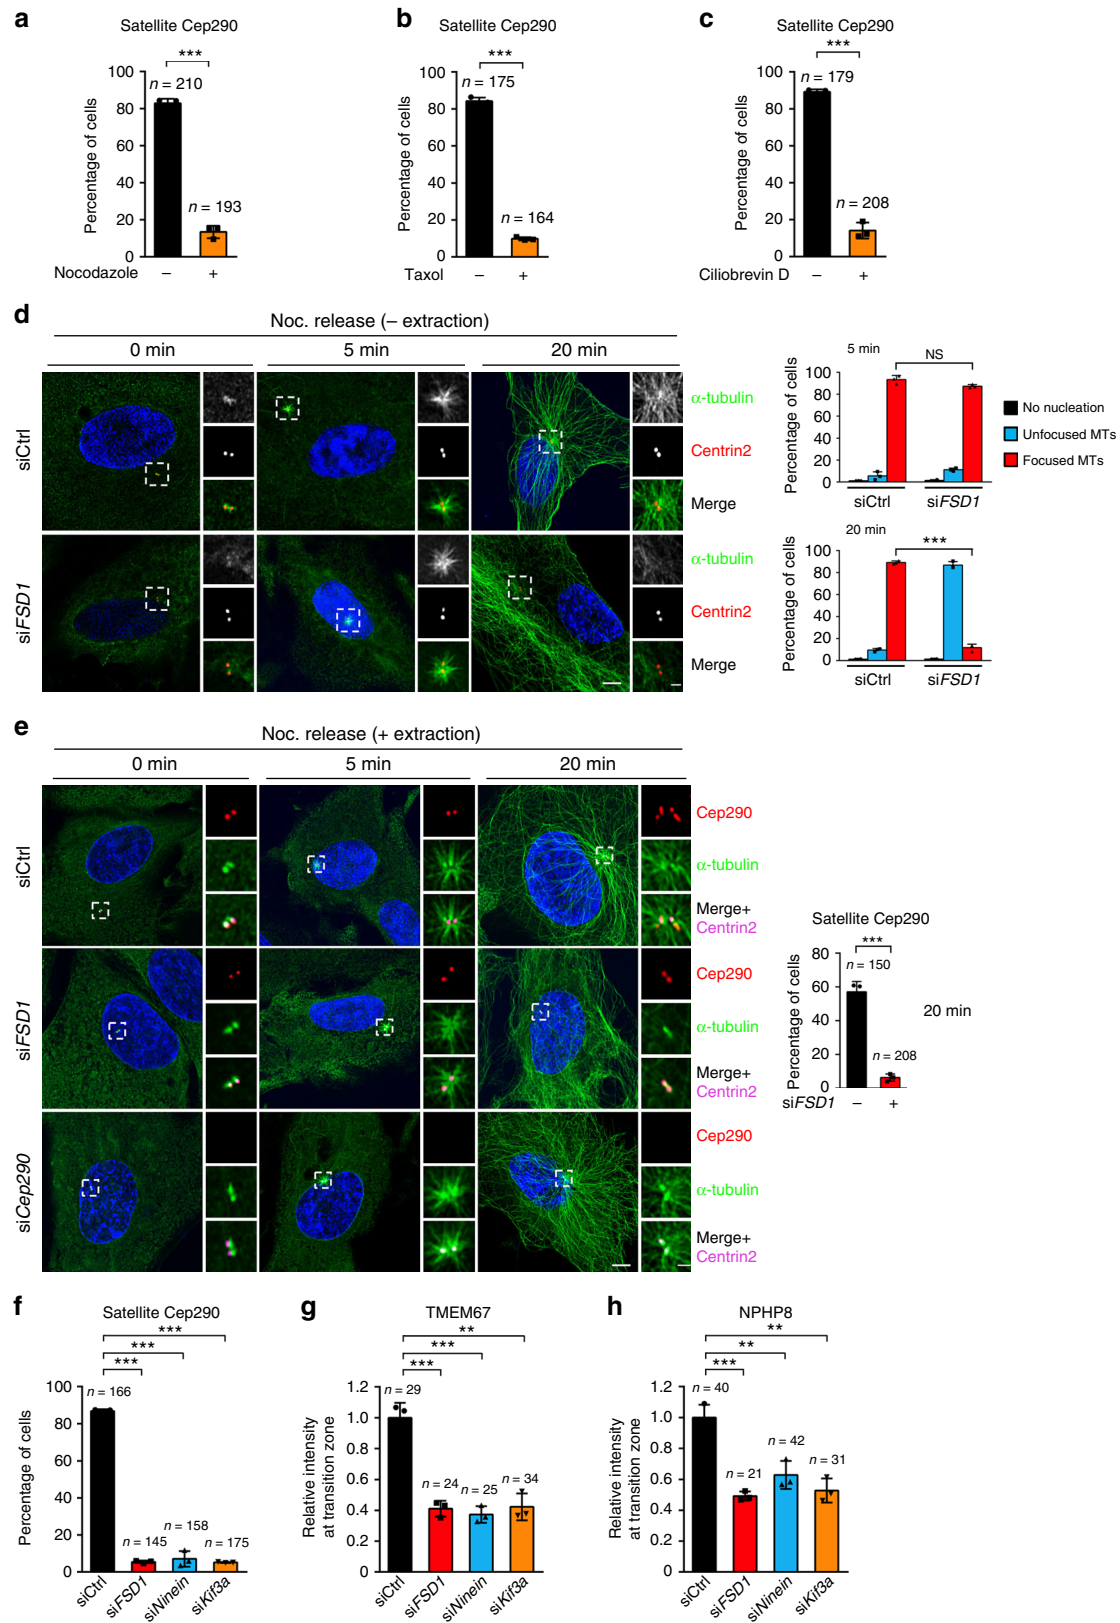 a
Satellite Cep290
***
n = 210
n = 193
Percentage of cells
100
80
60
40
20
0
Nocodazole
–
+
b
Satellite Cep290
***
n = 175
n = 164
Percentage of cells
100
80
60
40
20
0
Taxol
–
+
c
Satellite Cep290
***
n = 179
n = 208
Percentage of cells
100
80
60
40
20
0
Ciliobrevin D
–
+
d
Noc. release (– extraction)
0 min
5 min
20 min
siCtrl
α-tubulin
Centrin2
Merge
siFSD1
α-tubulin
Centrin2
Merge
5 min
NS
Percentage of cells
100
80
60
40
20
0
siCtrl
siFSD1
No nucleation
Unfocused MTs
Focused MTs
20 min
***
Percentage of cells
100
80
60
40
20
0
siCtrl
siFSD1
e
Noc. release (+ extraction)
0 min
5 min
20 min
siCtrl
Cep290
α-tubulin
Merge+
Centrin2
siFSD1
Cep290
α-tubulin
Merge+
Centrin2
siCep290
Cep290
α-tubulin
Merge+
Centrin2
Satellite Cep290
***
n = 150
n = 208
Percentage of cells
80
60
40
20
0
siFSD1
–
+
20 min
f
Satellite Cep290
***
***
***
n = 166
n = 145
n = 158
n = 175
Percentage of cells
100
80
60
40
20
0
siCtrl
siFSD1
siNinein
siKif3a
g
TMEM67
**
***
***
n = 29
n = 24
n = 25
n = 34
Relative intensity
at transition zone
1.2
1.0
0.8
0.6
0.4
0.2
0
siCtrl
siFSD1
siNinein
siKif3a
h
NPHP8
**
**
***
n = 40
n = 21
n = 42
n = 31
Relative intensity
at transition zone
1.2
1.0
0.8
0.6
0.4
0.2
0
siCtrl
siFSD1
siNinein
siKif3a